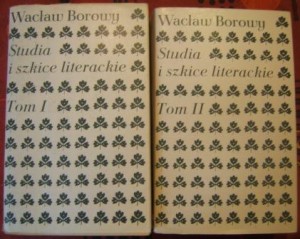 Wacław Borowy
Studia
i szkice literackie
Tom I
Wacław Borowy
Studia
i szkice literackie
Tom II